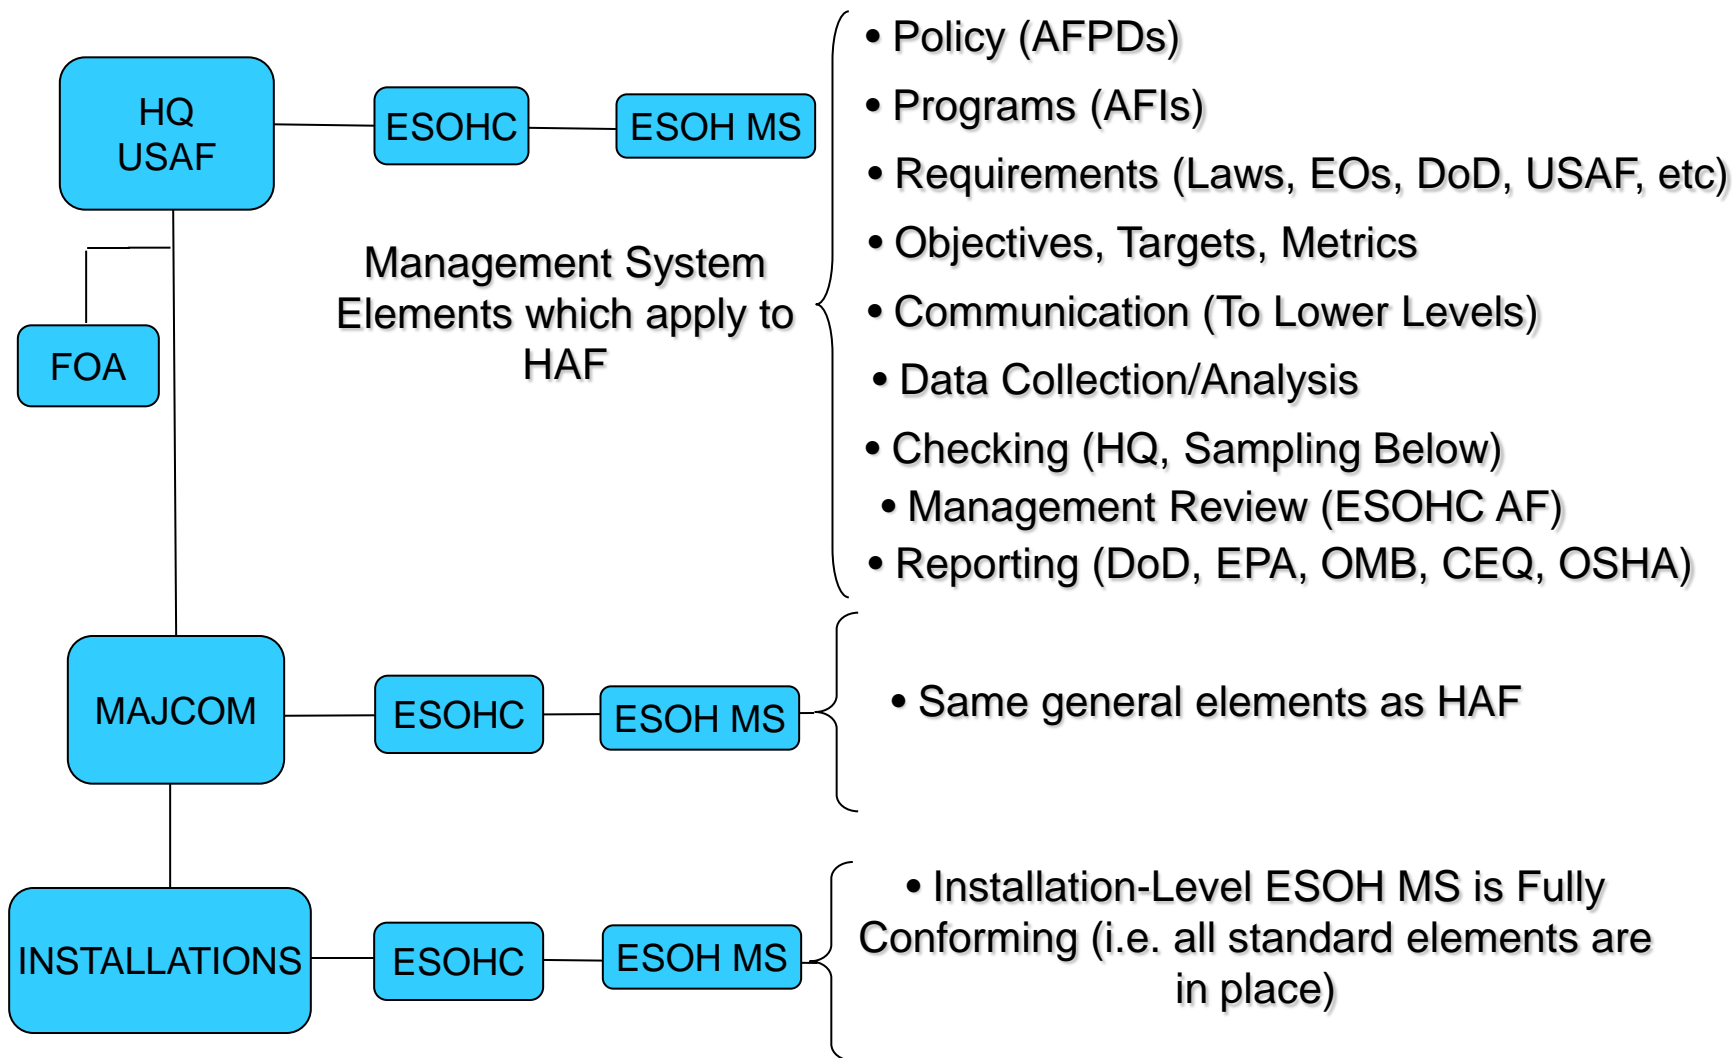 HQ
USAF
ESOHC
ESOH MS
• Policy (AFPDs)
• Programs (AFIs)
• Requirements (Laws, EOs, DoD, USAF, etc)
• Objectives, Targets, Metrics
• Communication (To Lower Levels)
• Data Collection/Analysis
• Checking (HQ, Sampling Below)
• Management Review (ESOHC AF)
• Reporting (DoD, EPA, OMB, CEQ, OSHA)
Management System
Elements which apply to
HAF
FOA
MAJCOM
ESOHC
ESOH MS
• Same general elements as HAF
INSTALLATIONS
ESOHC
ESOH MS
• Installation-Level ESOH MS is Fully
Conforming (i.e. all standard elements are
in place)